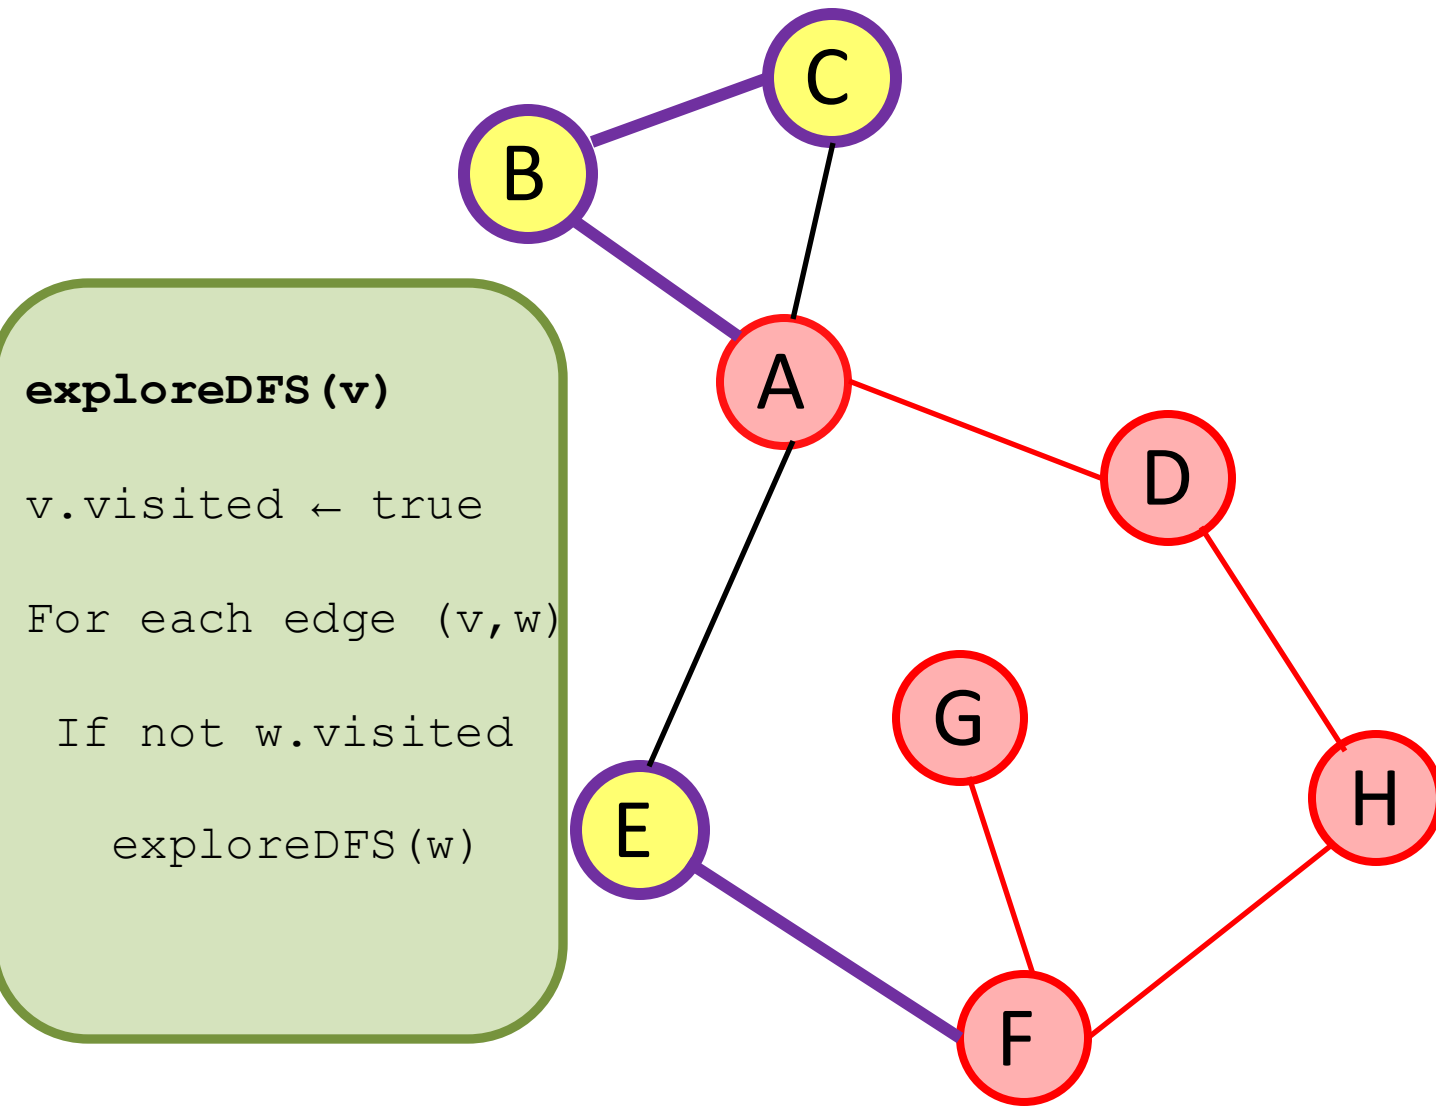 C
B
exploreDFS(v)
A
v.visited ← true
D
For each edge (v,w)
If not w.visited
G
H
exploreDFS(w)
E
F